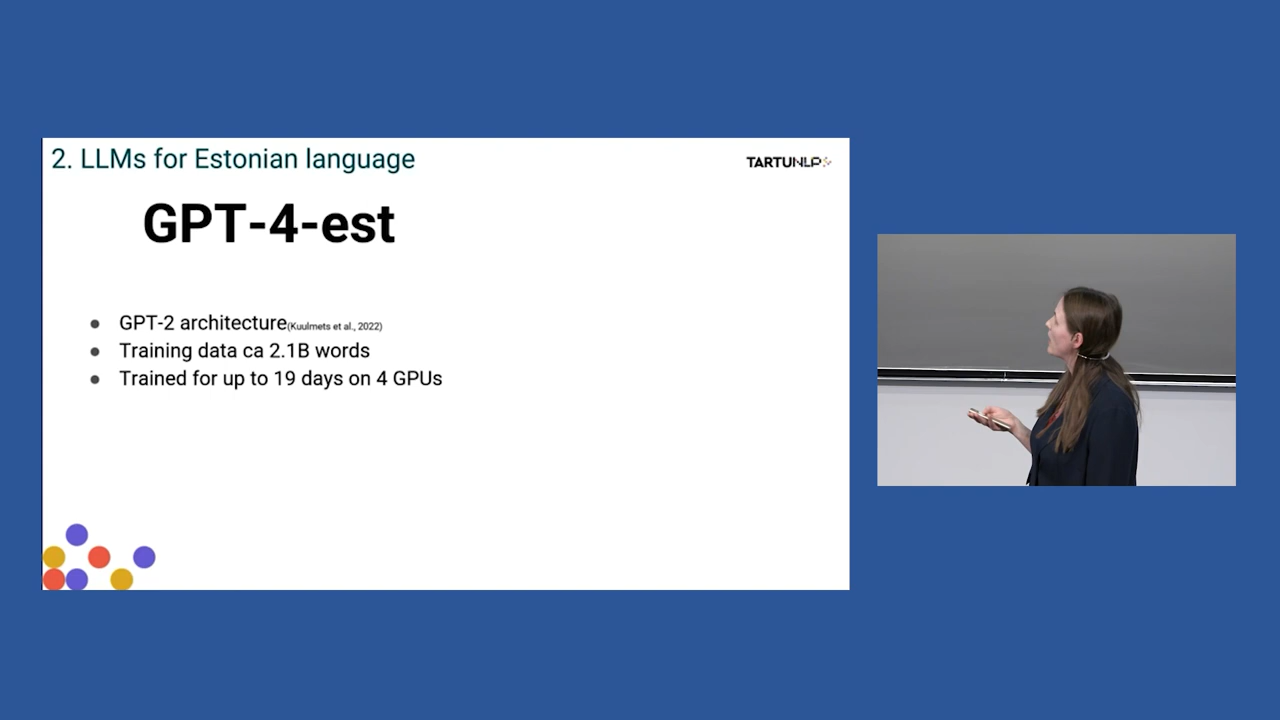 2. LLMs for Estonian language
TARTUNLP
GPT-4-est
GPT-2 architecture(Kuulmets et al., 2022)
Training data ca 2.1B words
Trained for up to 19 days on 4 GPUs